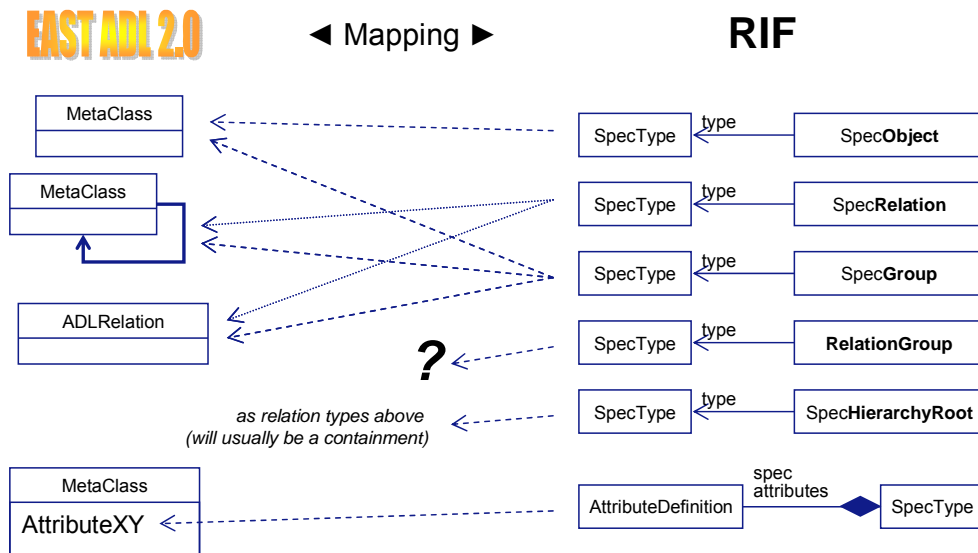 EAST ADL 2.0
◄ Mapping ►
RIF
MetaClass
SpecType
type
SpecObject
MetaClass
SpecType
type
SpecRelation
SpecType
type
SpecGroup
ADLRelation
SpecType
type
RelationGroup
?
SpecType
type
SpecHierarchyRoot
as relation types above
(will usually be a containment)
MetaClass
AttributeXY
AttributeDefinition
spec
attributes
SpecType